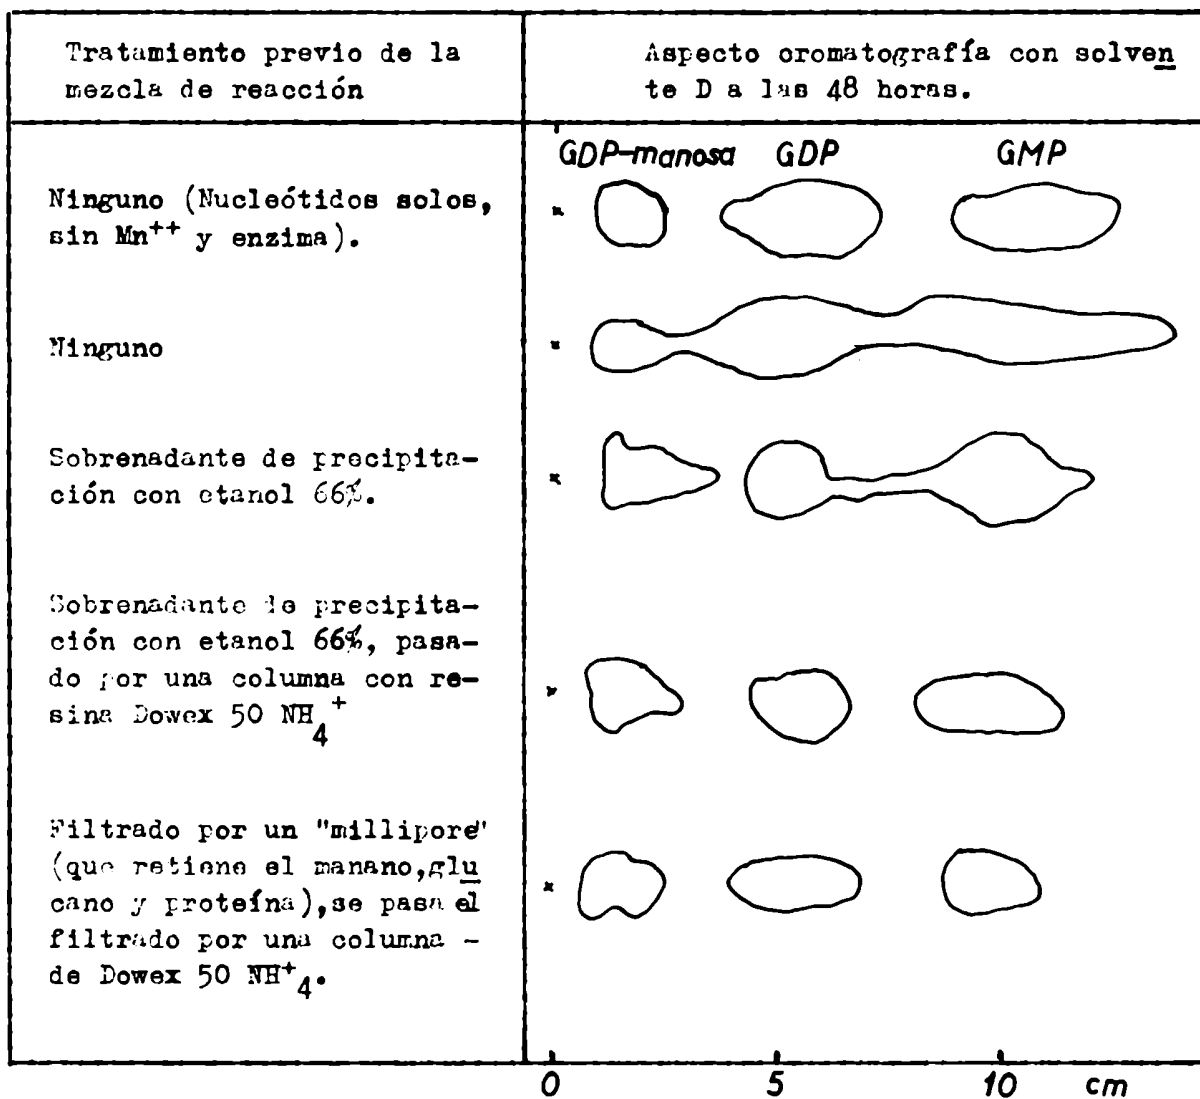 Tratamiento previo de la
mezcla de reacción
Aspecto oromatografía con solven
te D a las 48 horas.
GDP-manosa GDP GMP
Ninguno (Nucleótidos solos,
sin Mn++ y enzima).
Ninguno
Sobrenadante de precipita-
ción con etanol 66%.
Sobrenadante de precipita-
ción con etanol 66%, pasa-
do por una columna con re-
sina Dowex 50 NH4+
Filtrado por un "millipore"
(que retiene el manano,glu
cano y proteína),se pasa el
filtrado por una columna -
de Dowex 50 NH+4.
0 5 10 cm